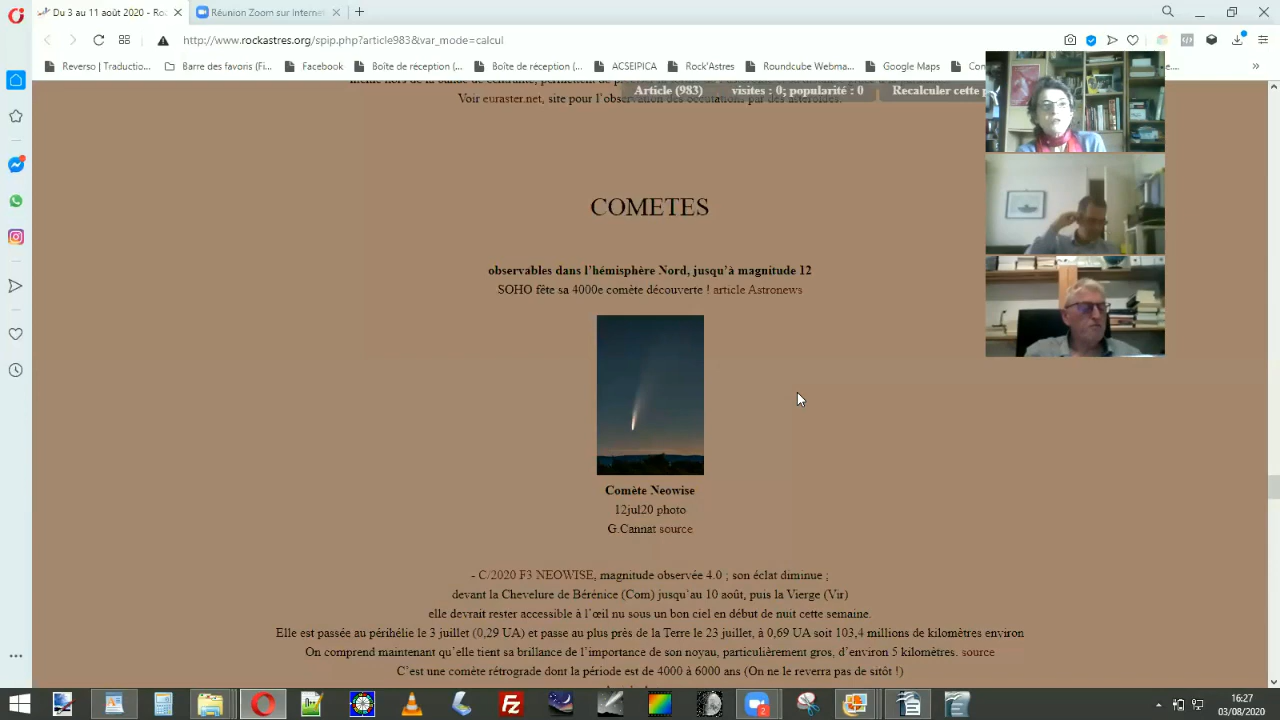 Du 3 au 11 août 2020 - Roc
Réunion Zoom sur Internet
http://www.rockastres.org/spip.php?article983&var_mode=calcul
Reverso | Traductio...
Barre des favoris (Fi...
Facebook
Boîte de réception (...
Boîte de réception (...
ACSEIPICA
Rock'Astres
Roundcube Webma...
Google Maps
Voir euraster.net, site pour l'observation des occultations par des astéroïdes.
Article (983)
visites : 0; popularité : 0
Recalculer cette
COMETES
observables dans l'hémisphère Nord, jusqu'à magnitude 12
SOHO fête sa 4000e comète découverte ! article Astronews
Comète Neowise
12jul20 photo
G.Cannat source
- C/2020 F3 NEOWISE, magnitude observée 4.0 ; son éclat diminue ;
devant la Chevelure de Bérénice (Com) jusqu'au 10 août, puis la Vierge (Vir)
elle devrait rester accessible à l'œil nu sous un bon ciel en début de nuit cette semaine.
Elle est passée au périhélie le 3 juillet (0,29 UA) et passe au plus près de la Terre le 23 juillet, à 0,69 UA soit 103,4 millions de kilomètres environ
On comprend maintenant qu'elle tient sa brillance de l'importance de son noyau, particulièrement gros, d'environ 5 kilomètres. source
C'est une comète rétrograde dont la période est de 4000 à 6000 ans (On ne le reverra pas de sitôt !)
2
16:27
03/08/2020